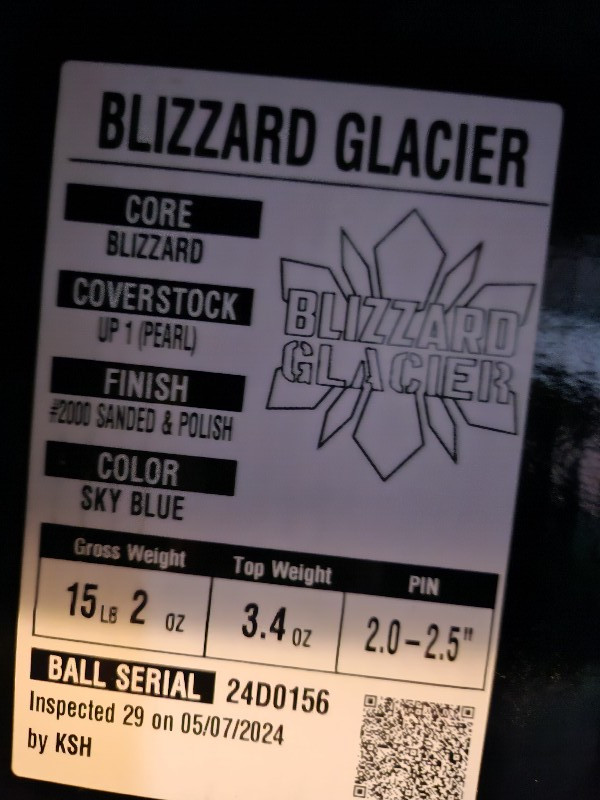 BLIZZARD GLACIER
CORE
BLIZZARD
COVERSTOCK
UP 1 (PEARL)
FINISH
#2000 SANDED & POLISH
COLOR
SKY BLUE
BLIZZARD
GLACIER
Gross Weight Top Weight PIN
15 LB 2 OZ 3.4 OZ 2.0-2.5"
BALL SERIAL 24D0156
Inspected 29 on 05/07/2024
by KSH